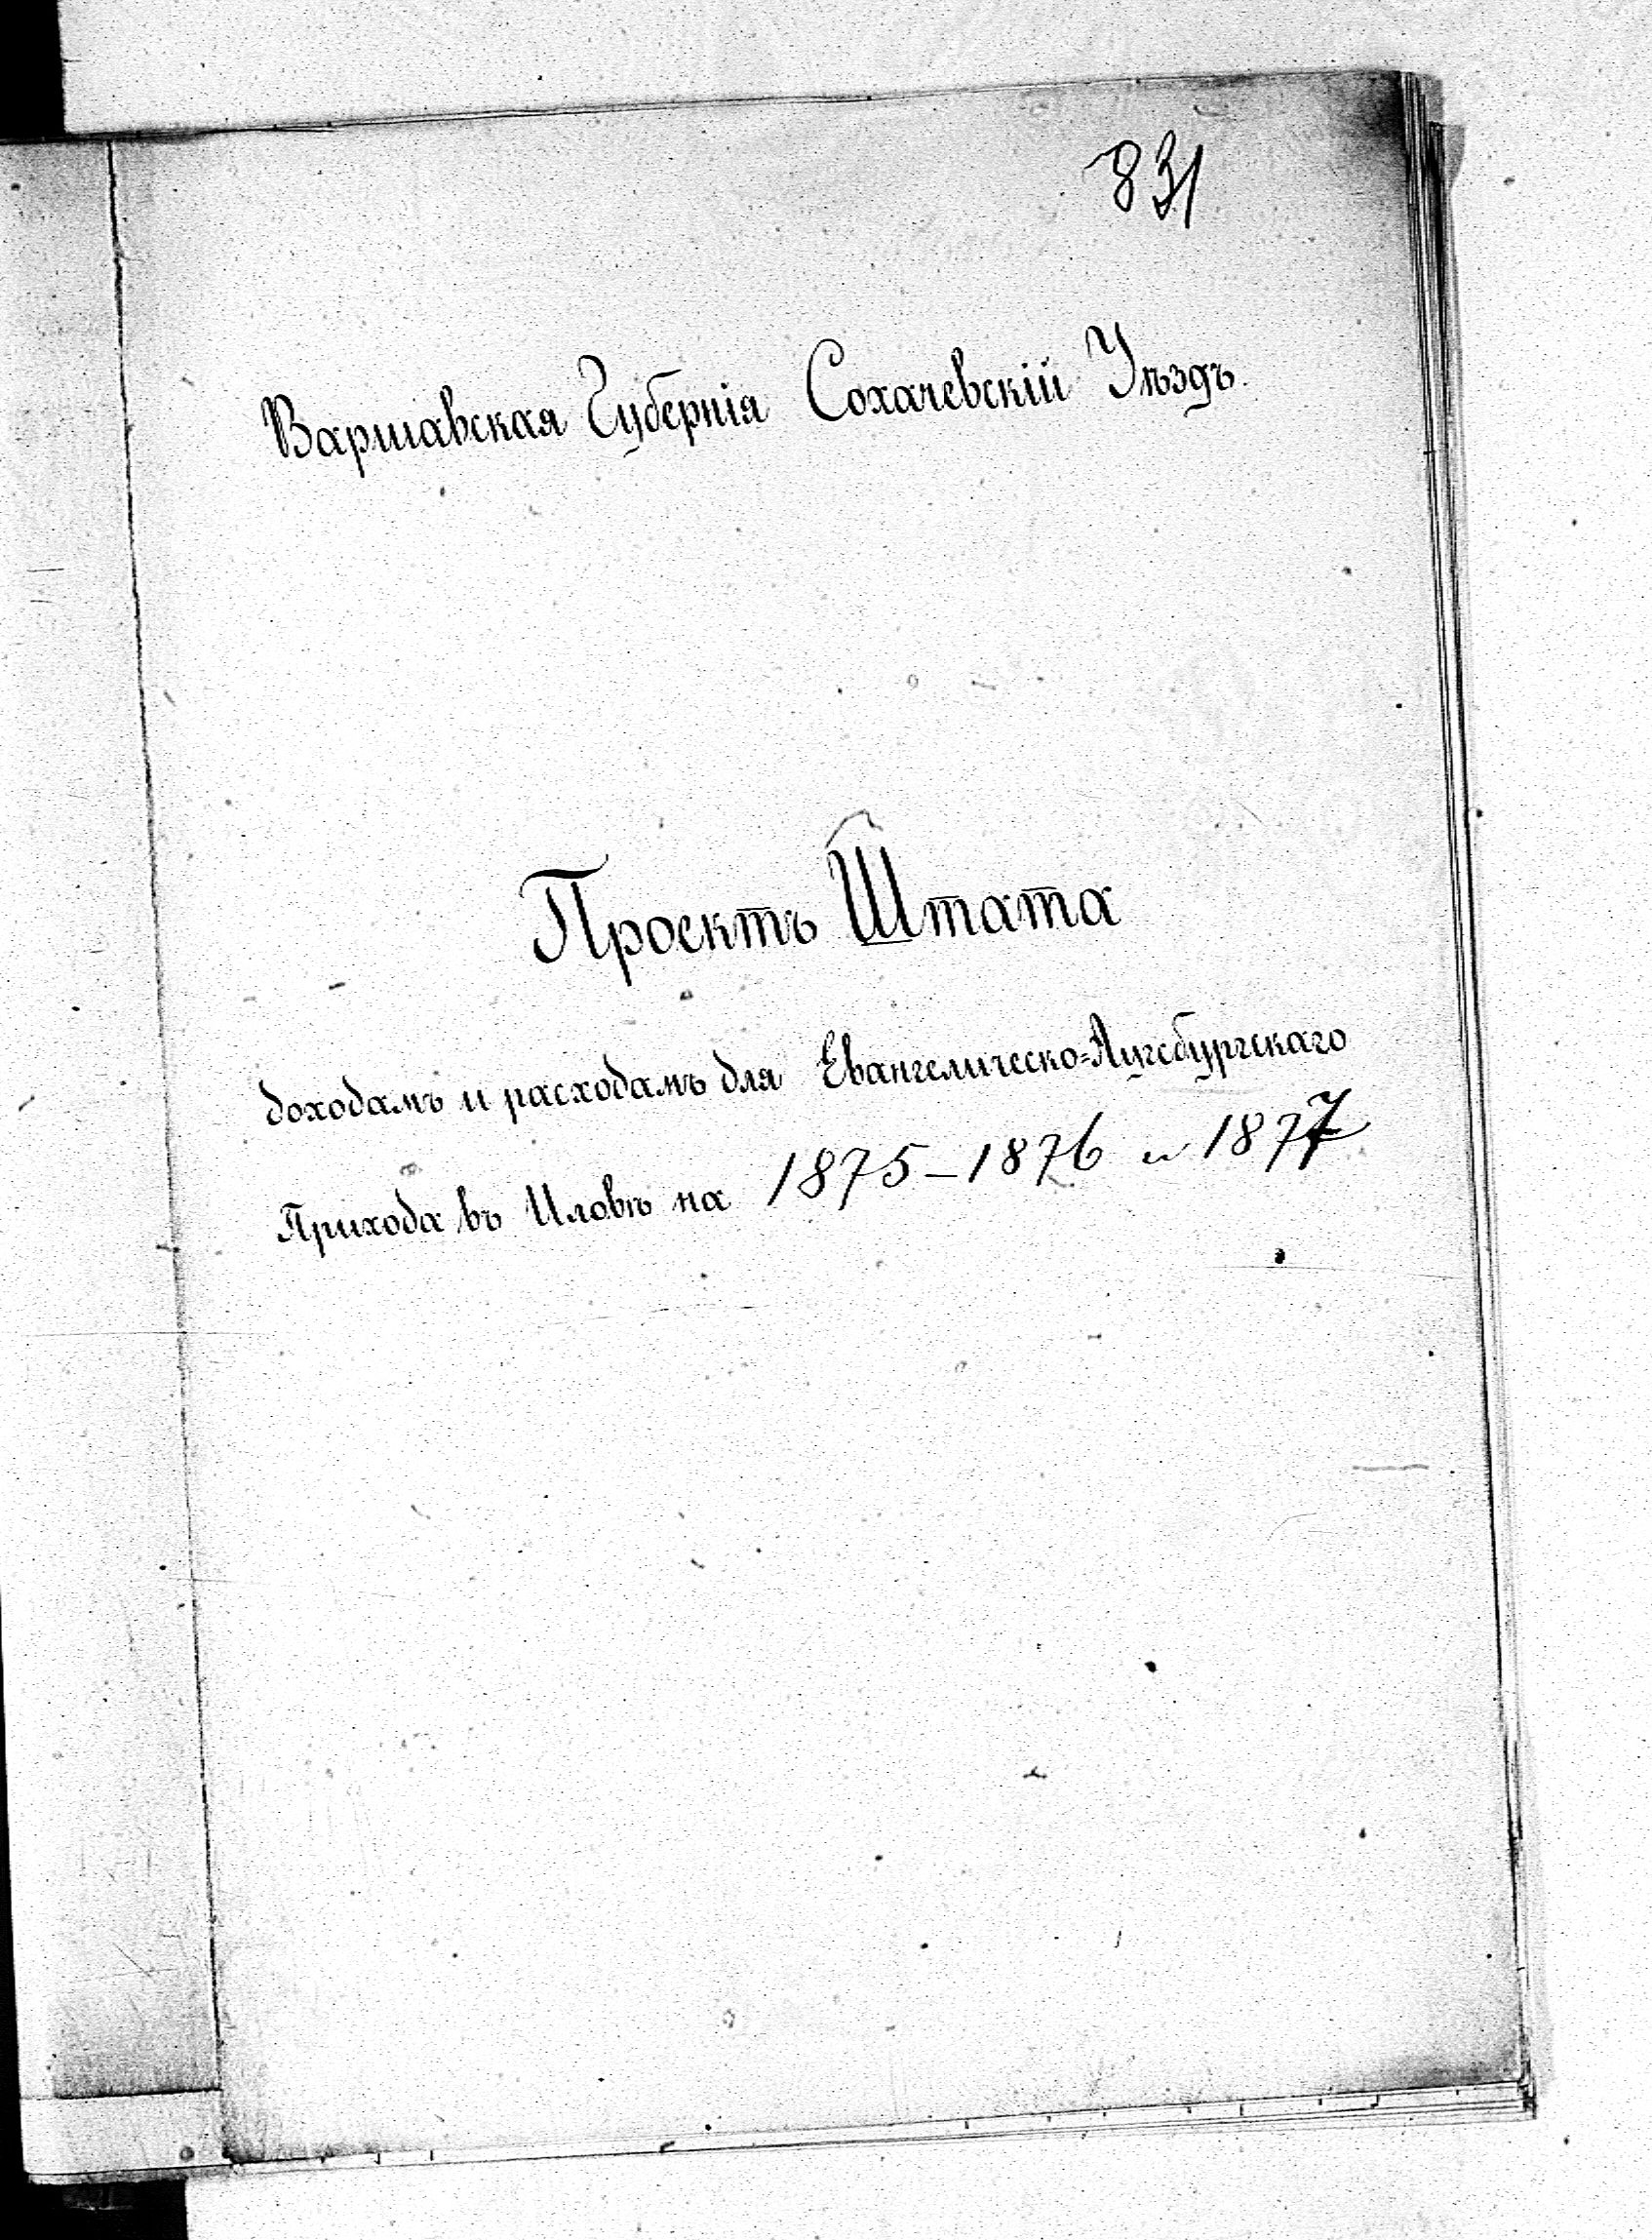 831
Варшавская Губернія Сохачевскій Уѣздъ.
Проектъ Штата
доходамъ и расходамъ для Евангелическо=Аугсбургскаго
Прихода въ Иловѣ на 1875–1876 и 1877